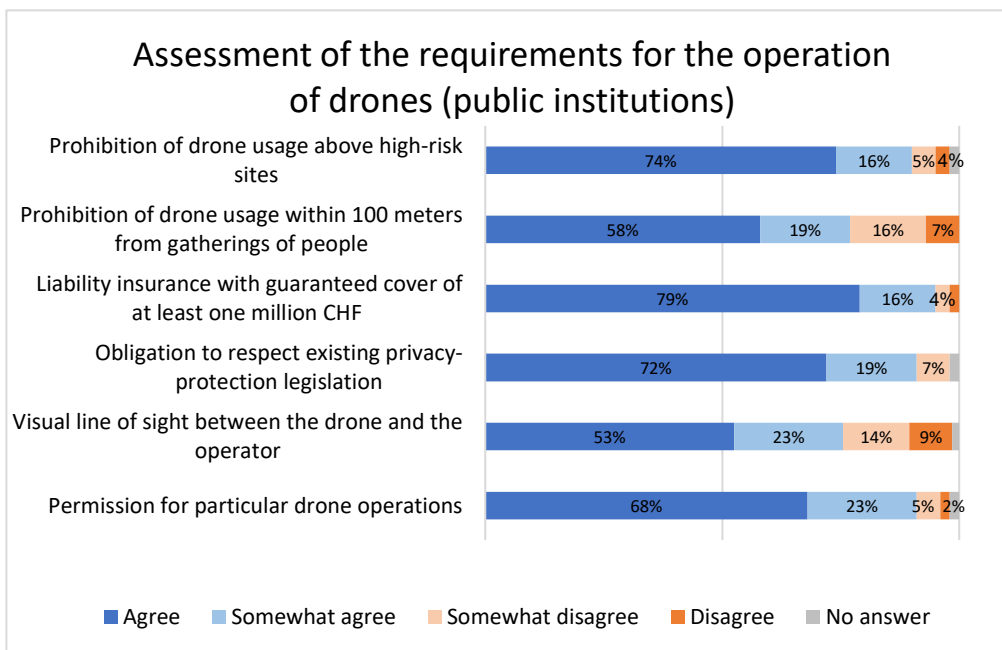 Assessment of the requirements for the operation
of drones (public institutions)
Prohibition of drone usage above high-risk
sites
74% 16% 5% 4%
Prohibition of drone usage within 100 meters
from gatherings of people
58% 19% 16% 7%
Liability insurance with guaranteed cover of
at least one million CHF
79% 16% 4%
Obligation to respect existing privacy-
protection legislation
72% 19% 7%
Visual line of sight between the drone and the
operator
53% 23% 14% 9%
Permission for particular drone operations
68% 23% 5% 2%
Agree Somewhat agree Somewhat disagree Disagree No answer